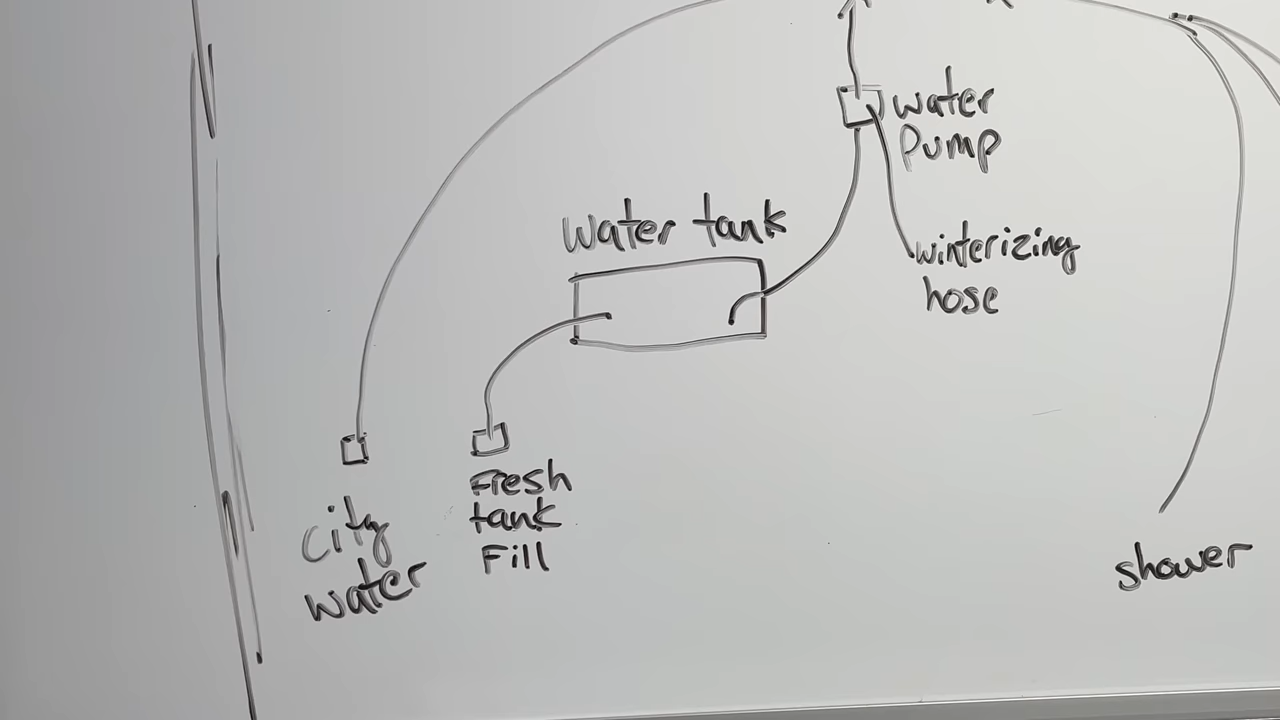 water
Pump
water tank
winterizing
hose
Fresh
tank
Fill
city
water
shower